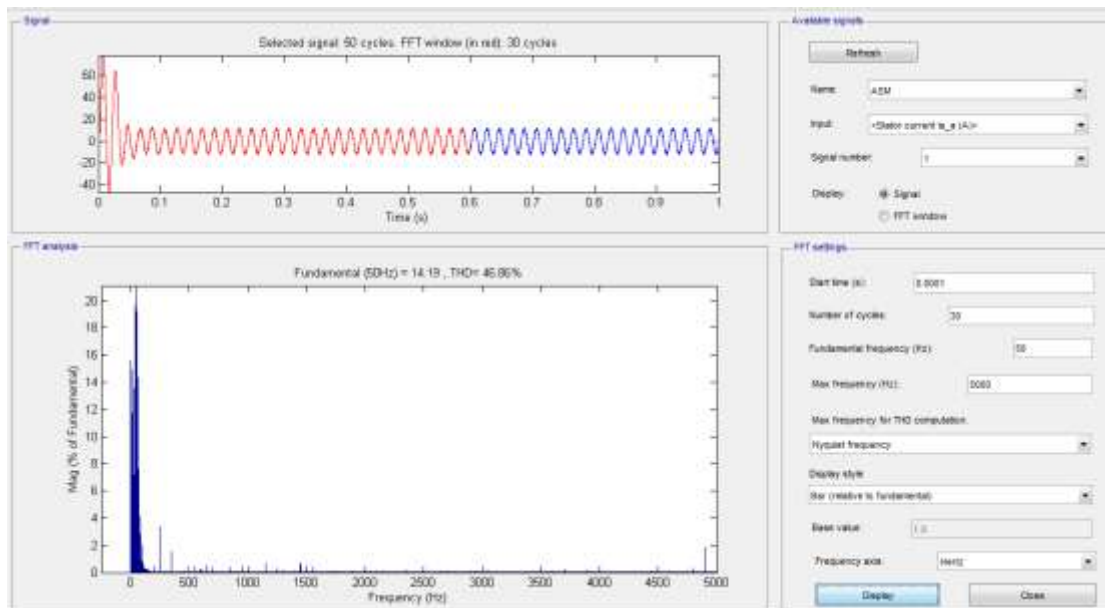 Signal
Selected signal: 50 cycles. FFT window (in red): 30 cycles
60
40
20
0
-20
-40
0 0.1 0.2 0.3 0.4 0.5 0.6 0.7 0.8 0.9 1
Time (s)
FFT analysis
Fundamental (50Hz) = 14.19 , THD= 46.86%
20
18
16
14
12
10
8
6
4
2
0
Mag (% of Fundamental)
0 500 1000 1500 2000 2500 3000 3500 4000 4500 5000
Frequency (Hz)
Available signals
Refresh
Name: ASM
Input: <Stator current is_a (A)>
Signal number: 1
Display: Signal
FFT window
FFT settings
Start time (s): 0.0001
Number of cycles: 30
Fundamental frequency (Hz): 50
Max frequency (Hz): 5000
Max frequency for THD computation:
Nyquist frequency
Display style:
Bar (relative to fundamental)
Base value: 1.0
Frequency axis: Hertz
Display
Close